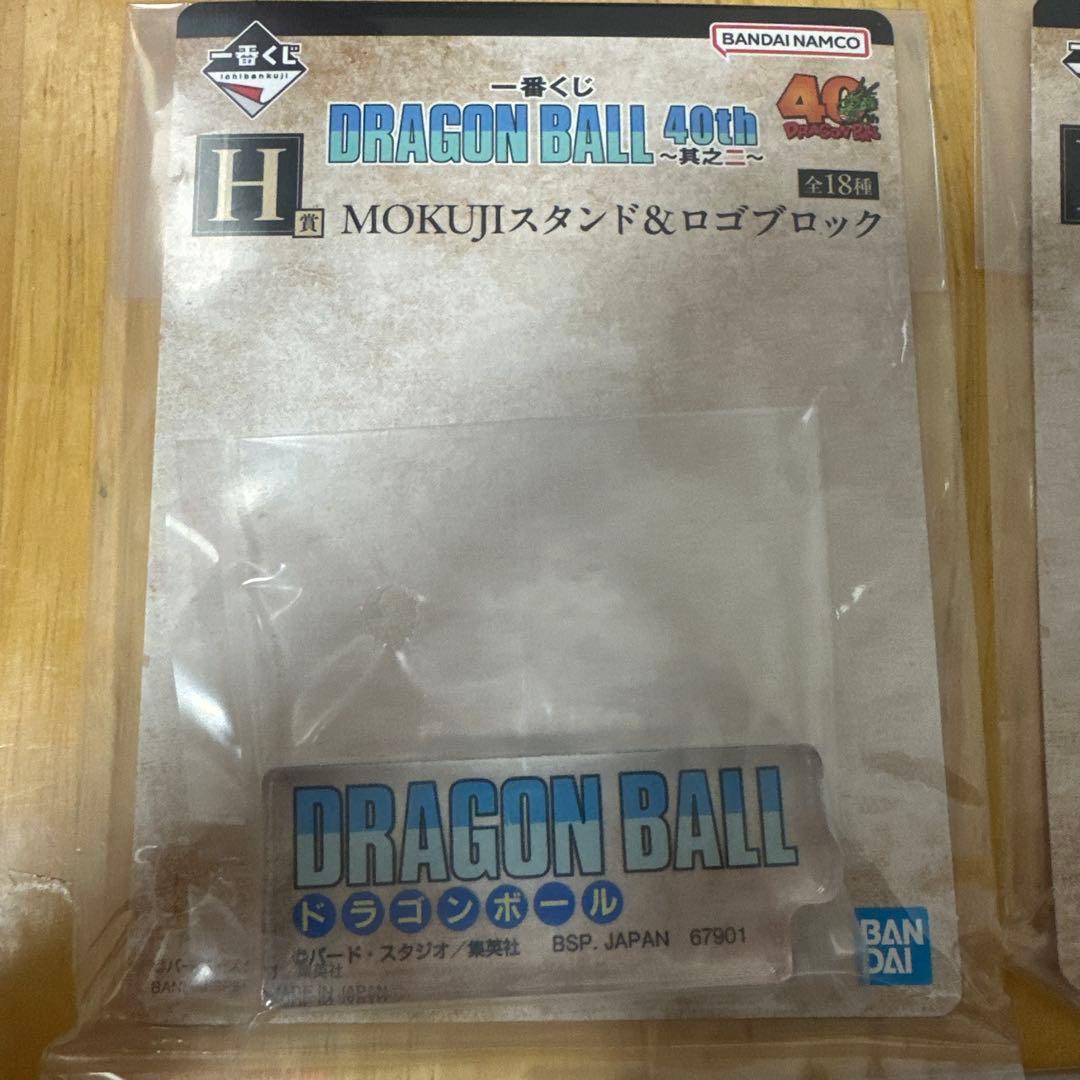 一番くじ
ichibankuji
BANDAI NAMCO
一番くじ
DRAGON BALL 40th
～其之二～
40th
DRAGON BALL
H賞
全18種
MOKUJIスタンド&ロゴブロック
DRAGON BALL
ドラゴンボール
©バード・スタジオ／集英社 BSP. JAPAN 67901
MADE IN JAPAN
BAN
DAI